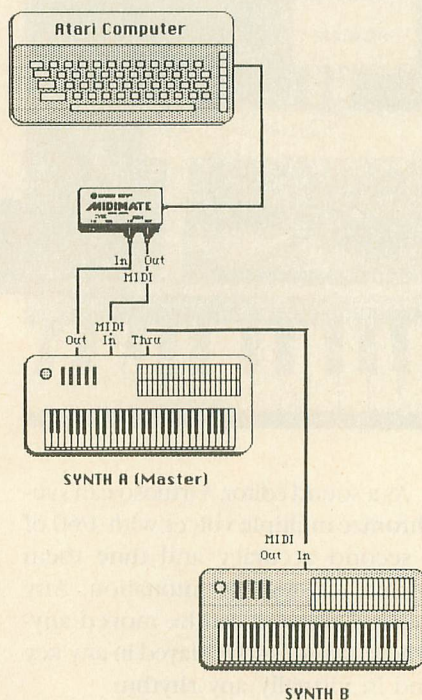 Atari Computer
MIDIMATE
In Out
MIDI
MIDI
Out In Thru
SYNTH A (Master)
MIDI
Out In
SYNTH B